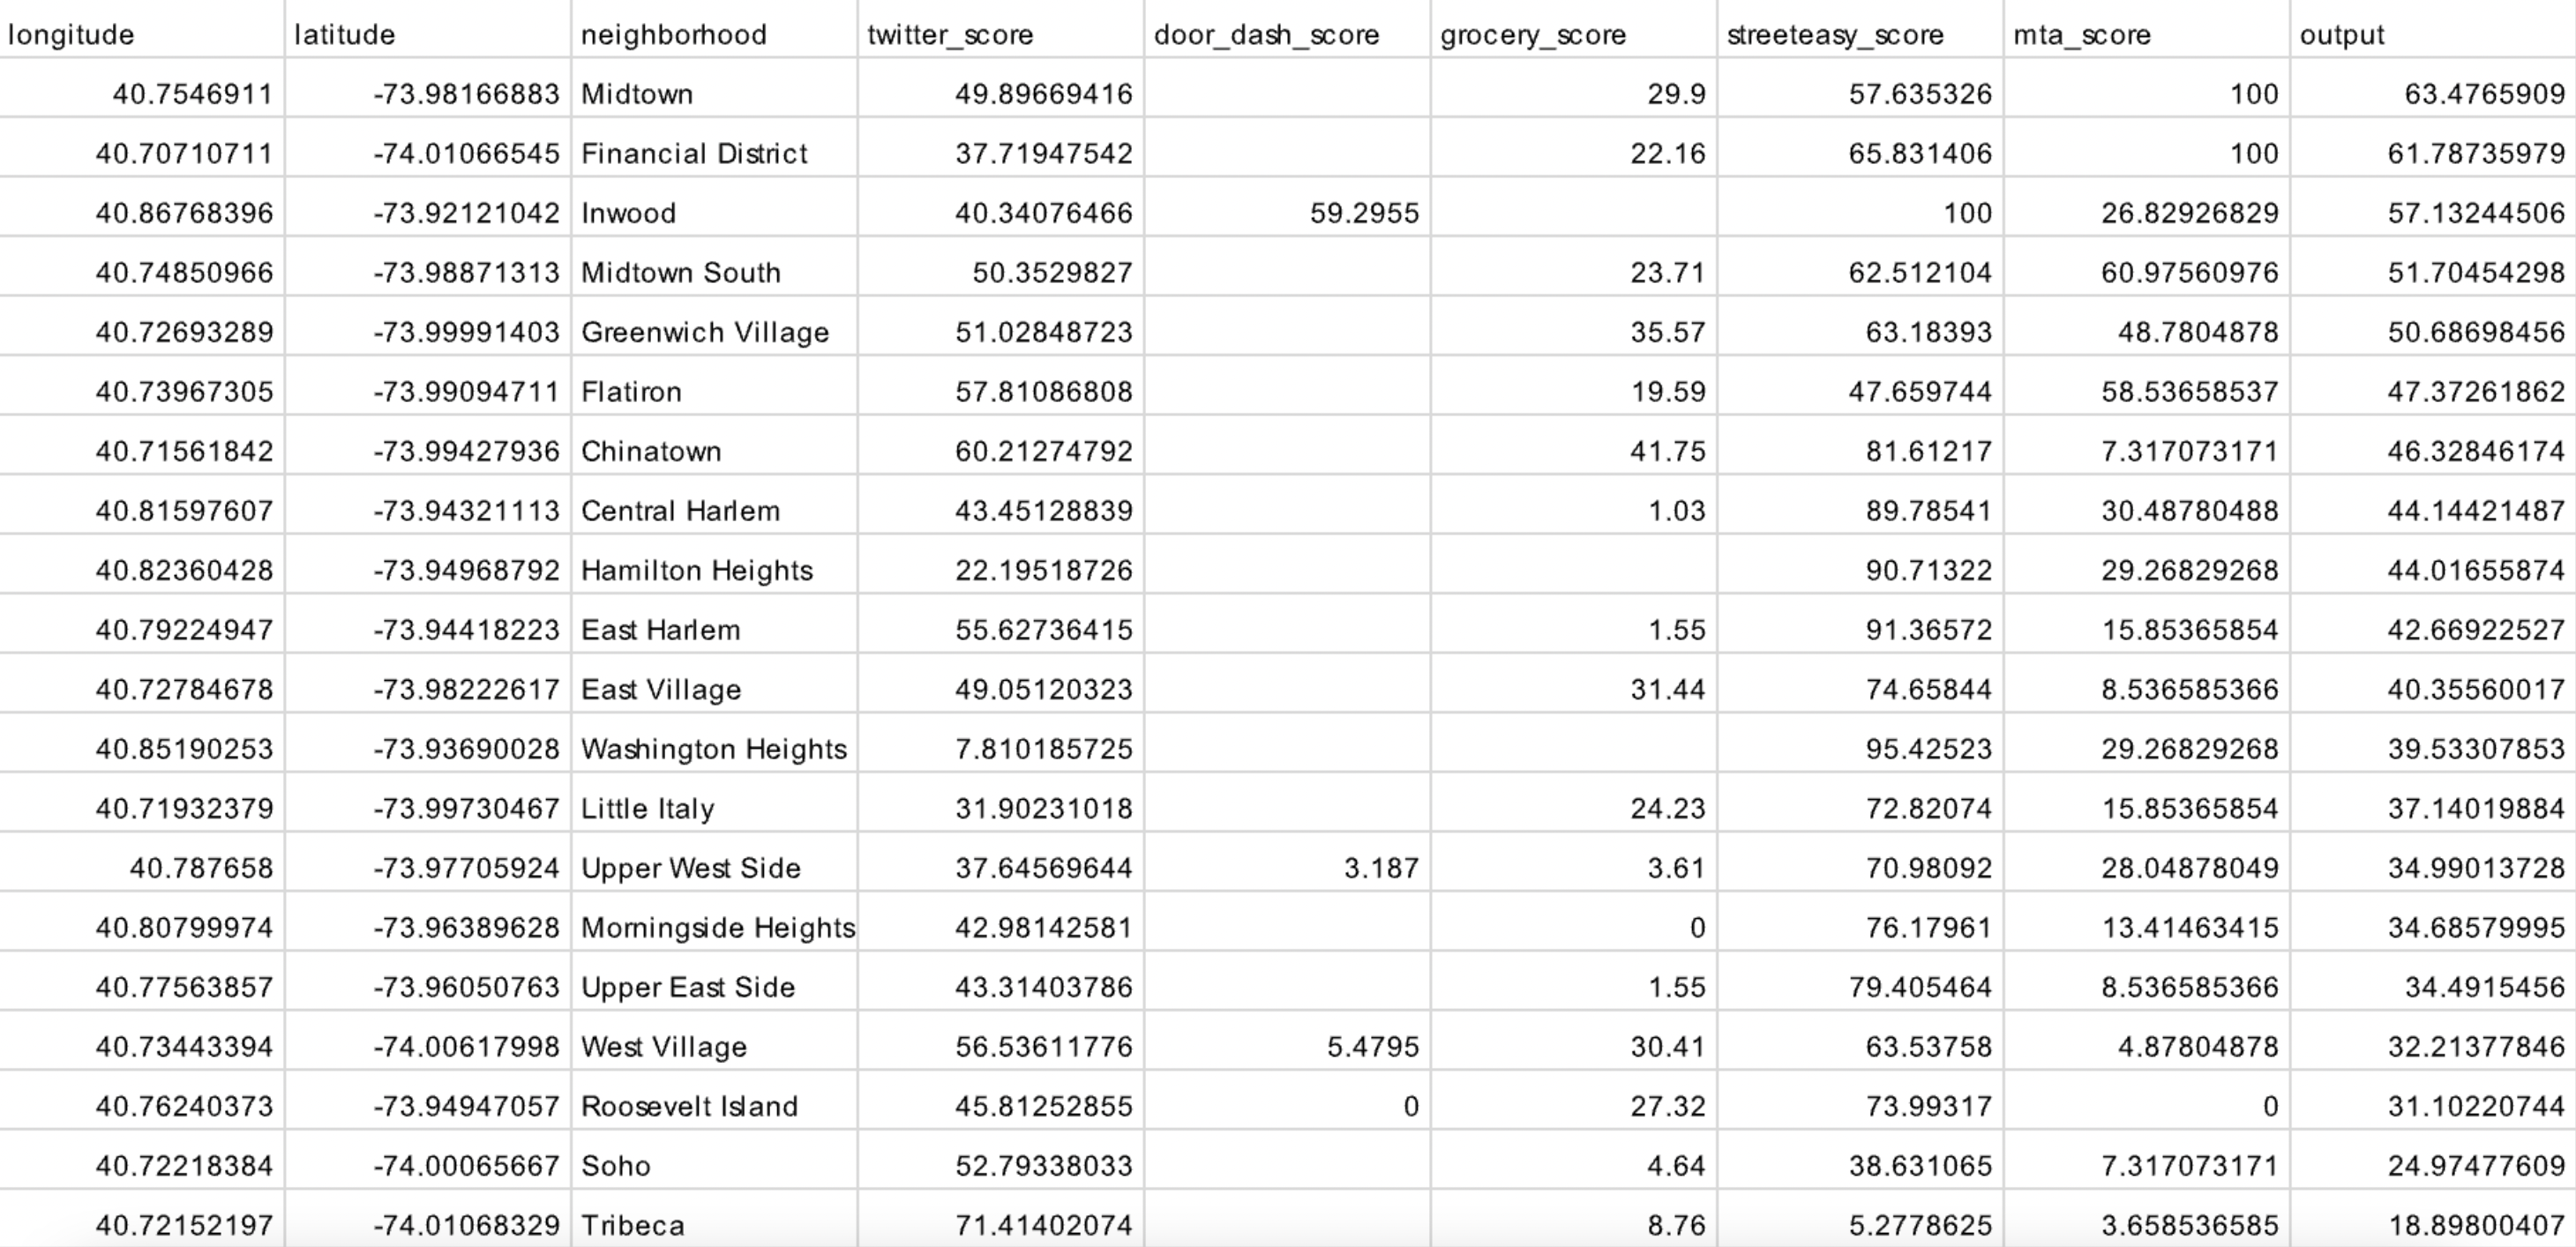 longitude latitude neighborhood twitter_score door_dash_score grocery_score streeteasy_score mta_score output
40.7546911 -73.98166883 Midtown 49.89669416 29.9 57.635326 100 63.4765909
40.70710711 -74.01066545 Financial District 37.71947542 22.16 65.831406 100 61.78735979
40.86768396 -73.92121042 Inwood 40.34076466 59.2955 100 26.82926829 57.13244506
40.74850966 -73.98871313 Midtown South 50.3529827 23.71 62.512104 60.97560976 51.70454298
40.72693289 -73.99991403 Greenwich Village 51.02848723 35.57 63.18393 48.7804878 50.68698456
40.73967305 -73.99094711 Flatiron 57.81086808 19.59 47.659744 58.53658537 47.37261862
40.71561842 -73.99427936 Chinatown 60.21274792 41.75 81.61217 7.317073171 46.32846174
40.81597607 -73.94321113 Central Harlem 43.45128839 1.03 89.78541 30.48780488 44.14421487
40.82360428 -73.94968792 Hamilton Heights 22.19518726 90.71322 29.26829268 44.01655874
40.79224947 -73.94418223 East Harlem 55.62736415 1.55 91.36572 15.85365854 42.66922527
40.72784678 -73.98222617 East Village 49.05120323 31.44 74.65844 8.536585366 40.35560017
40.85190253 -73.93690028 Washington Heights 7.810185725 95.42523 29.26829268 39.53307853
40.71932379 -73.99730467 Little Italy 31.90231018 24.23 72.82074 15.85365854 37.14019884
40.787658 -73.97705924 Upper West Side 37.64569644 3.187 3.61 70.98092 28.04878049 34.99013728
40.80799974 -73.96389628 Morningside Heights 42.98142581 0 76.17961 13.41463415 34.68579995
40.77563857 -73.96050763 Upper East Side 43.31403786 1.55 79.405464 8.536585366 34.4915456
40.73443394 -74.00617998 West Village 56.53611776 5.4795 30.41 63.53758 4.87804878 32.21377846
40.76240373 -73.94947057 Roosevelt Island 45.81252855 0 27.32 73.99317 0 31.10220744
40.72218384 -74.00065667 Soho 52.79338033 4.64 38.631065 7.317073171 24.97477609
40.72152197 -74.01068329 Tribeca 71.41402074 8.76 5.2778625 3.658536585 18.89800407